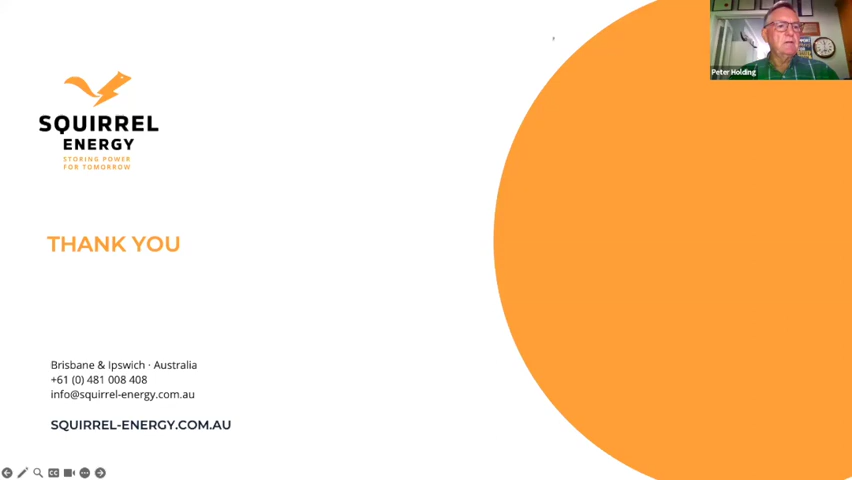 SQUIRREL
ENERGY
STORING POWER
FOR TOMORROW
THANK YOU
Brisbane & Ipswich · Australia
+61 (0) 481 008 408
info@squirrel-energy.com.au
SQUIRREL-ENERGY.COM.AU
Peter Holding
CC